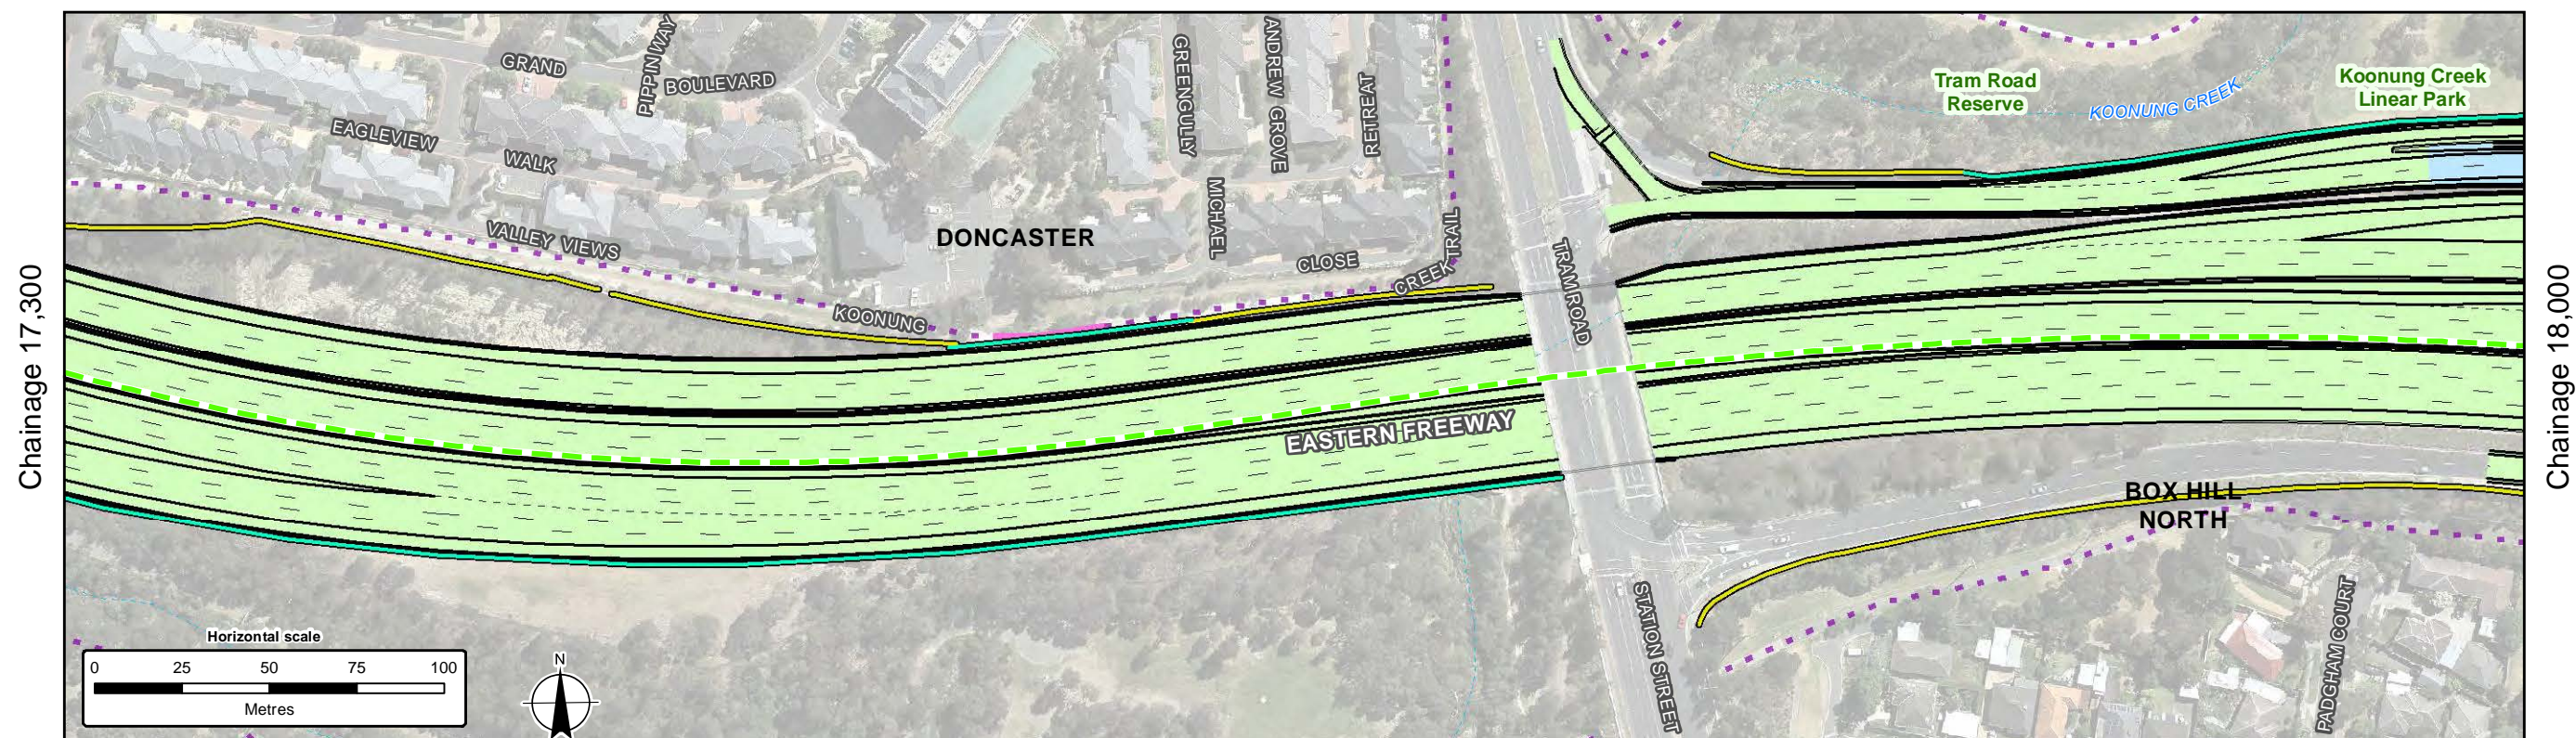 Chainage 17,300
GRAND
PIPPIN WAY
BOULEVARD
EAGLEVIEW
WALK
VALLEY VIEWS
KOONUNG
CREEK TRAIL
DONCASTER
GREENGULLY
ANDREW GROVE
RETREAT
MICHAEL
CLOSE
TRAM ROAD
EASTERN FREEWAY
STATION STREET
Tram Road
Reserve
KOONUNG CREEK
Koonung Creek
Linear Park
BOX HILL
NORTH
PADGHAM COURT
Chainage 18,000
Horizontal scale
0 25 50 75 100
Metres
N